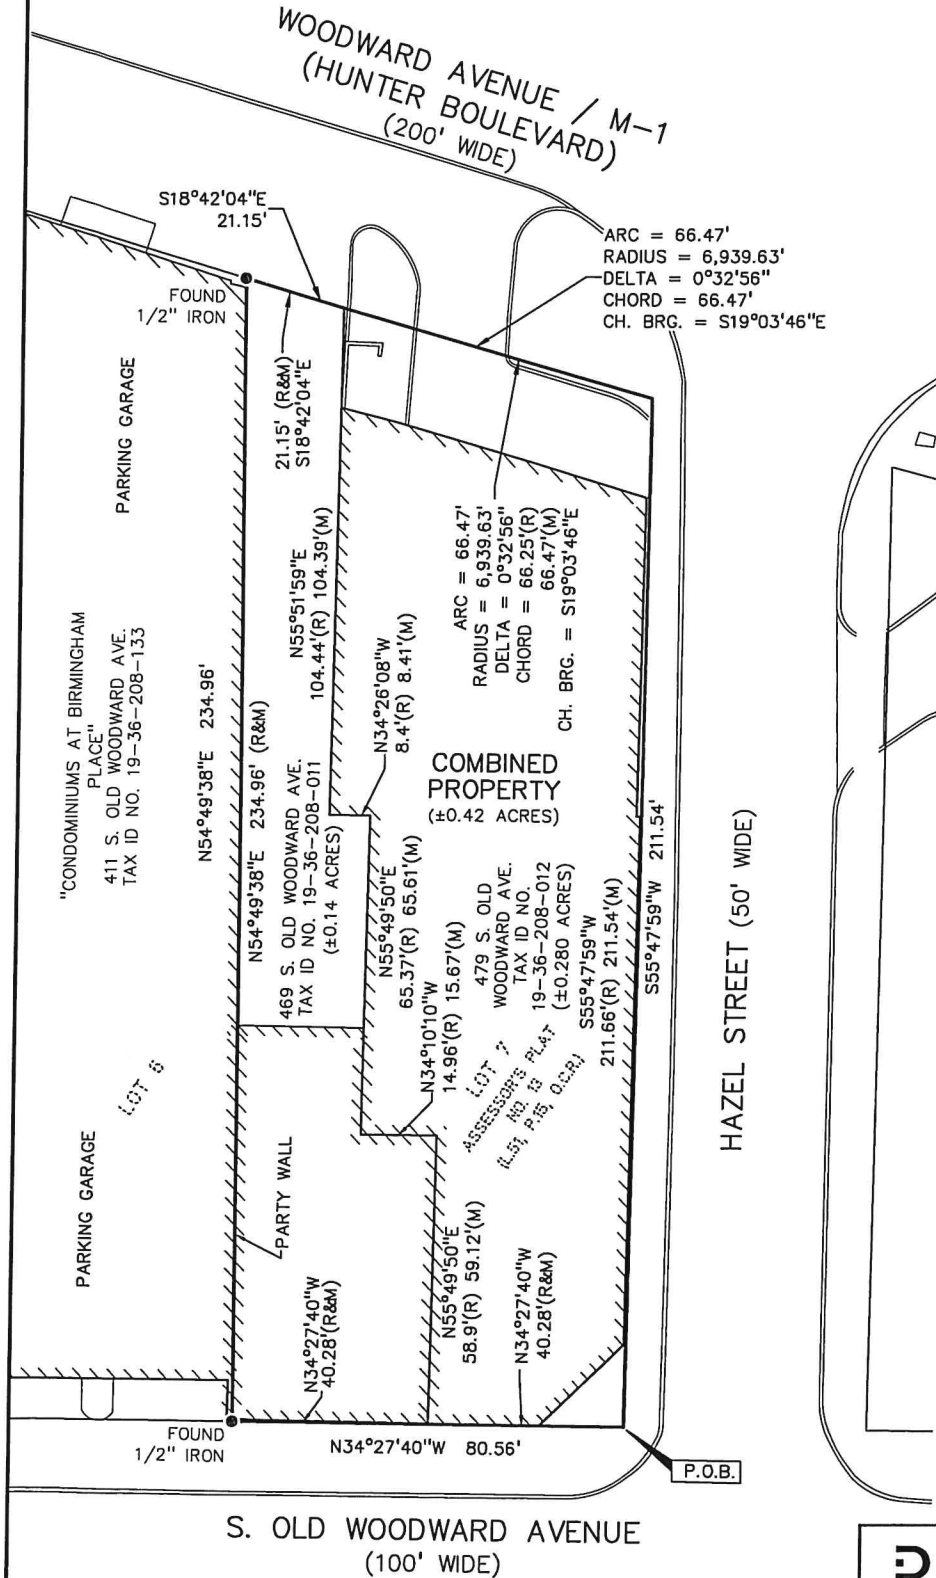 WOODWARD AVENUE / M-1
(HUNTER BOULEVARD)
(200' WIDE)
S18°42'04"E
21.15'
ARC = 66.47'
RADIUS = 6,939.63'
DELTA = 0°32'56"
CHORD = 66.47'
CH. BRG. = S19°03'46"E
FOUND
1/2" IRON
21.15' (R&M)
S18°42'04"E
PARKING GARAGE
N55°51'59"E
104.44'(R) 104.39'(M)
ARC = 66.47'
RADIUS = 6,939.63'
DELTA = 0°32'56"
CHORD = 66.25'(R)
66.47'(M)
CH. BRG. = S19°03'46"E
N34°26'08"W
8.4'(R) 8.41'(M)
"CONDOMINIUMS AT BIRMINGHAM
PLACE"
411 S. OLD WOODWARD AVE.
TAX ID NO. 19-36-208-133
N54°49'38"E 234.96'
N54°49'38"E 234.96' (R&M)
469 S. OLD WOODWARD AVE.
TAX ID NO. 19-36-208-011
(±0.14 ACRES)
COMBINED
PROPERTY
(±0.42 ACRES)
N55°49'50"E
65.37'(R) 65.61'(M)
N34°10'10"W
14.96'(R) 15.67'(M)
479 S. OLD
WOODWARD AVE.
TAX ID NO.
19-36-208-012
(±0.280 ACRES)
S55°47'59"W
211.66'(R) 211.54'(M)
S55°47'59"W 211.54'
HAZEL STREET (50' WIDE)
LOT 6
LOT 7
ASSESSOR'S PLAT
NO. 13
(L.51, P.15, O.C.R.)
PARKING GARAGE
PARTY WALL
N55°49'50"E
58.9'(R) 59.12'(M)
N34°27'40"W
40.28'(R&M)
N34°27'40"W
40.28'(R&M)
FOUND
1/2" IRON
N34°27'40"W 80.56'
P.O.B.
S. OLD WOODWARD AVENUE
(100' WIDE)